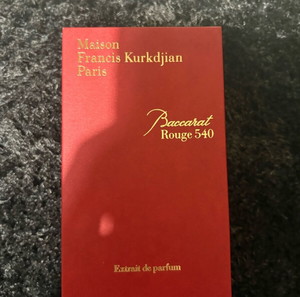 Maison
Francis Kurkdjian
Paris
Baccarat
Rouge 540
Extrait de parfum